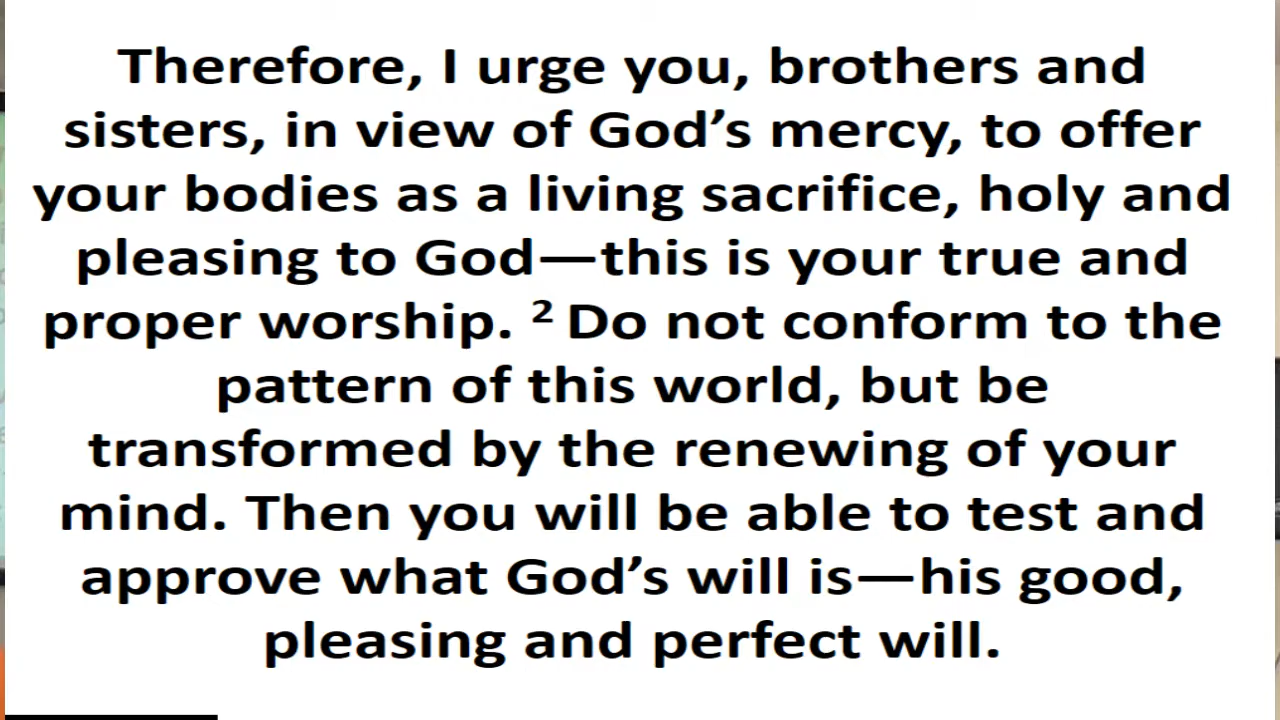 Therefore, I urge you, brothers and
sisters, in view of God’s mercy, to offer
your bodies as a living sacrifice, holy and
pleasing to God—this is your true and
proper worship. ² Do not conform to the
pattern of this world, but be
transformed by the renewing of your
mind. Then you will be able to test and
approve what God’s will is—his good,
pleasing and perfect will.